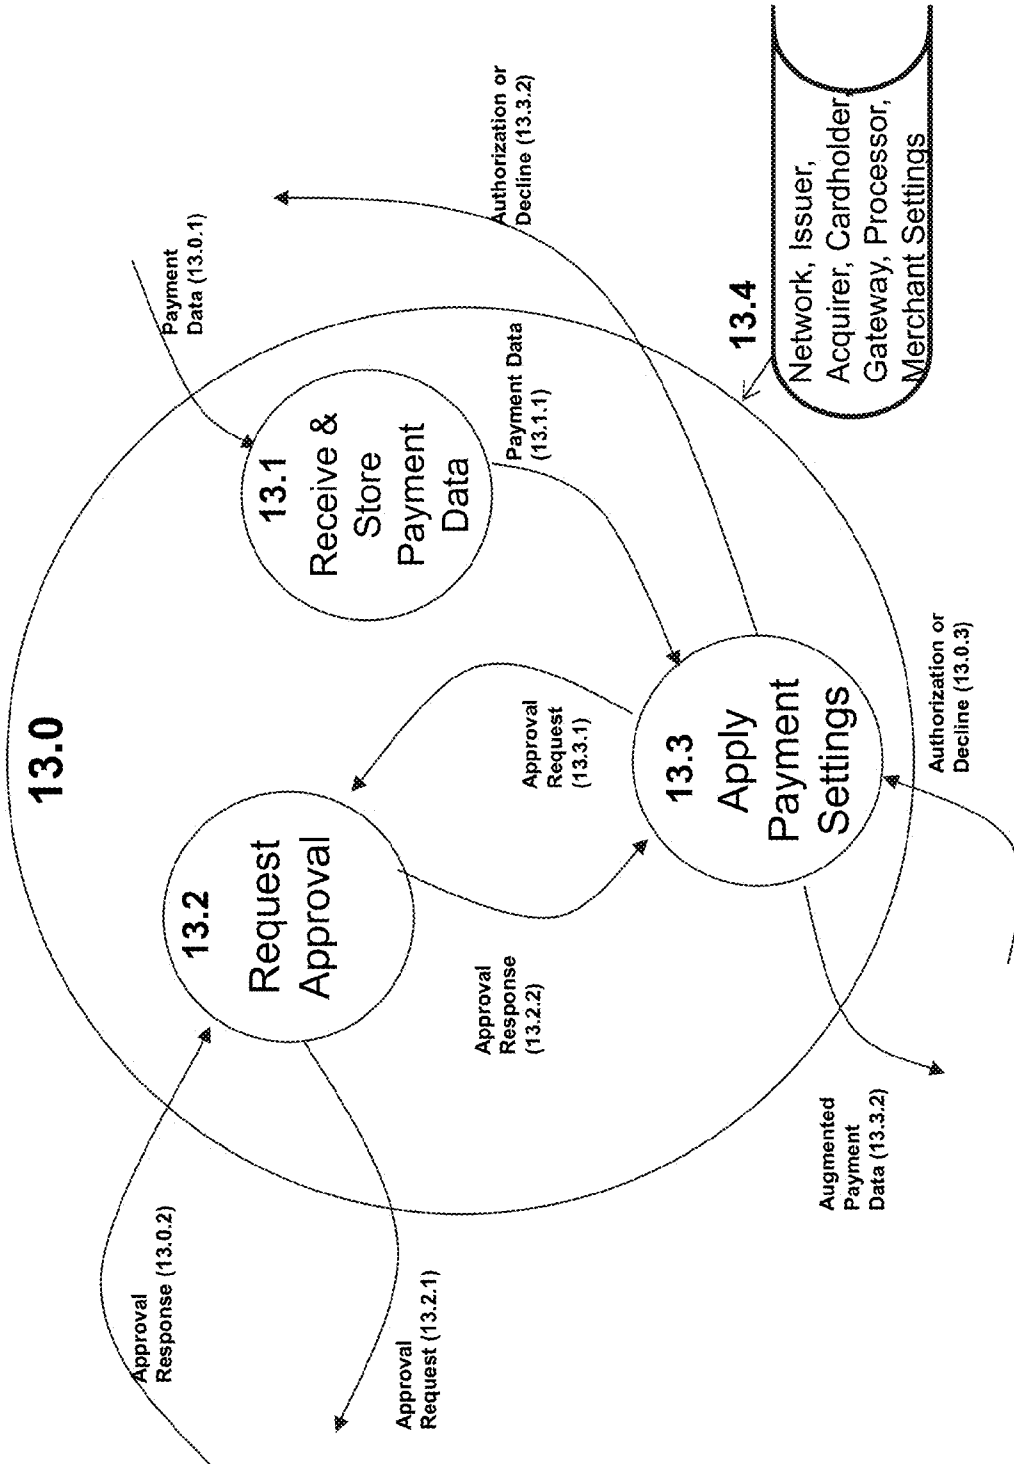 13.0
Payment
Data (13.0.1)
13.1
Receive &
Store
Payment
Data
Authorization or
Decline (13.3.2)
Payment Data
(13.1.1)
13.2
Request
Approval
Approval
Response (13.0.2)
Approval
Request (13.2.1)
Approval
Request
(13.3.1)
Approval
Response
(13.2.2)
13.3
Apply
Payment
Settings
Augmented
Payment
Data (13.3.2)
Authorization or
Decline (13.0.3)
13.4
Network, Issuer,
Acquirer, Cardholder,
Gateway, Processor,
Merchant Settings